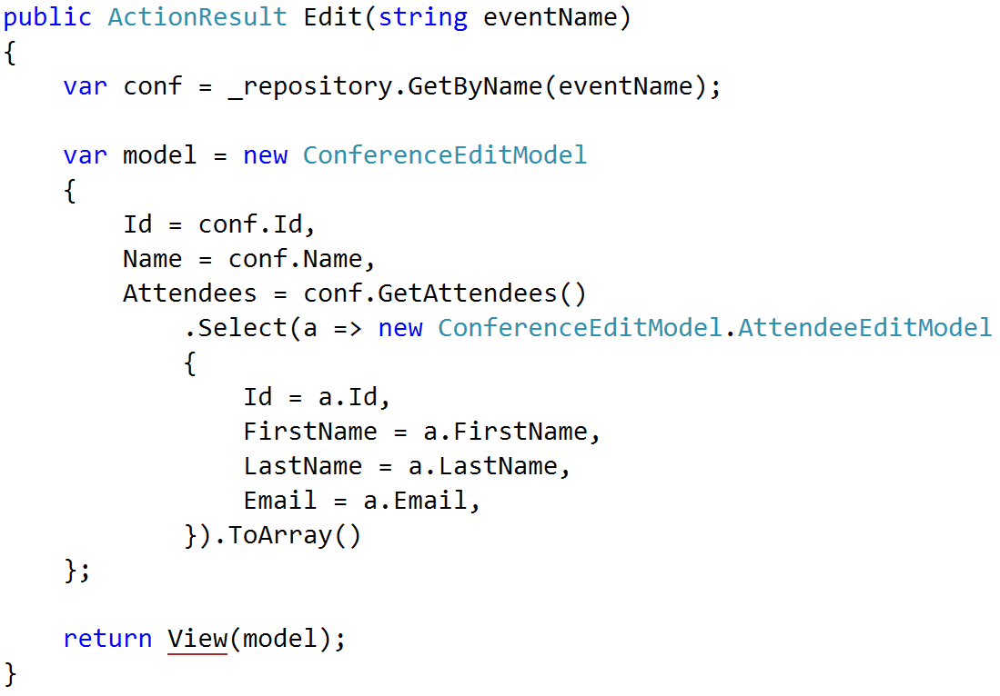 public ActionResult Edit(string eventName)
{
    var conf = _repository.GetByName(eventName);

    var model = new ConferenceEditModel
    {
        Id = conf.Id,
        Name = conf.Name,
        Attendees = conf.GetAttendees()
            .Select(a => new ConferenceEditModel.AttendeeEditModel
            {
                Id = a.Id,
                FirstName = a.FirstName,
                LastName = a.LastName,
                Email = a.Email,
            }).ToArray()
    };

    return View(model);
}